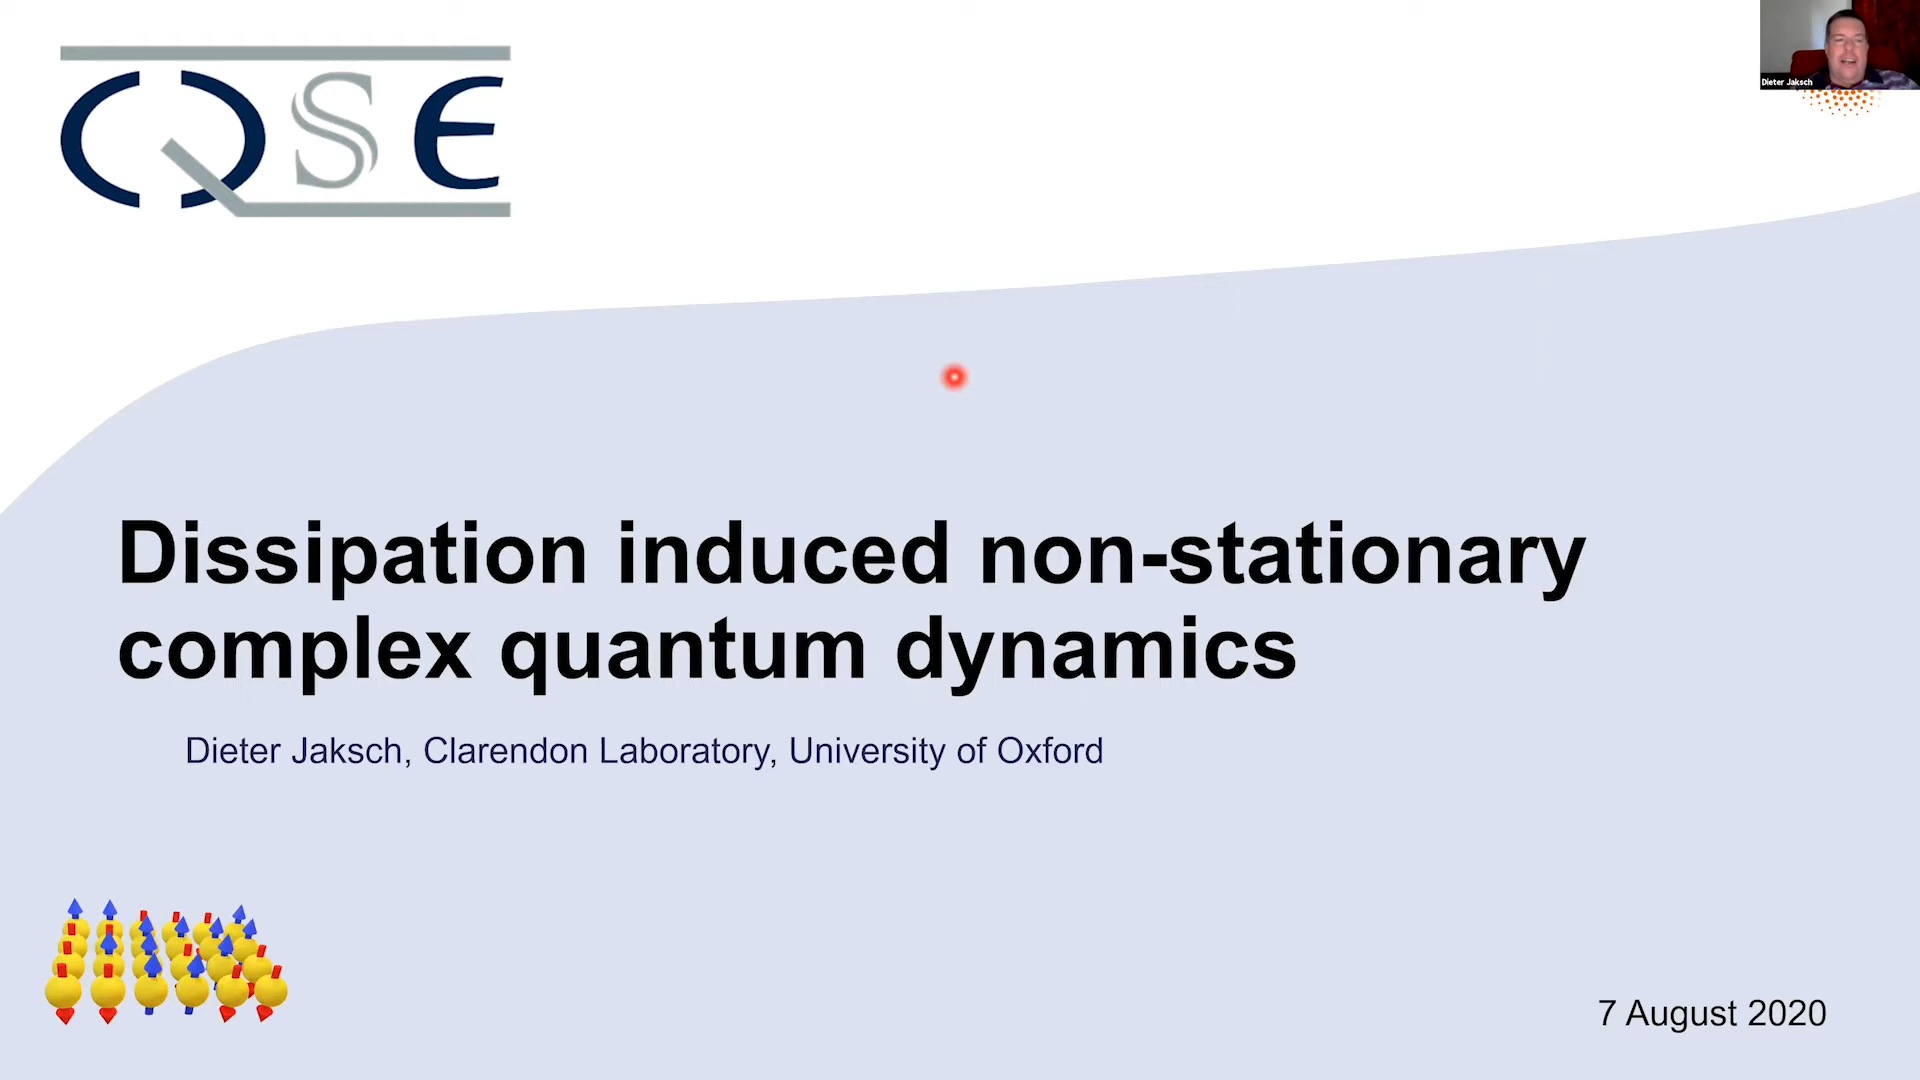 QSE
Dieter Jaksch
Dissipation induced non-stationary
complex quantum dynamics
Dieter Jaksch, Clarendon Laboratory, University of Oxford
7 August 2020